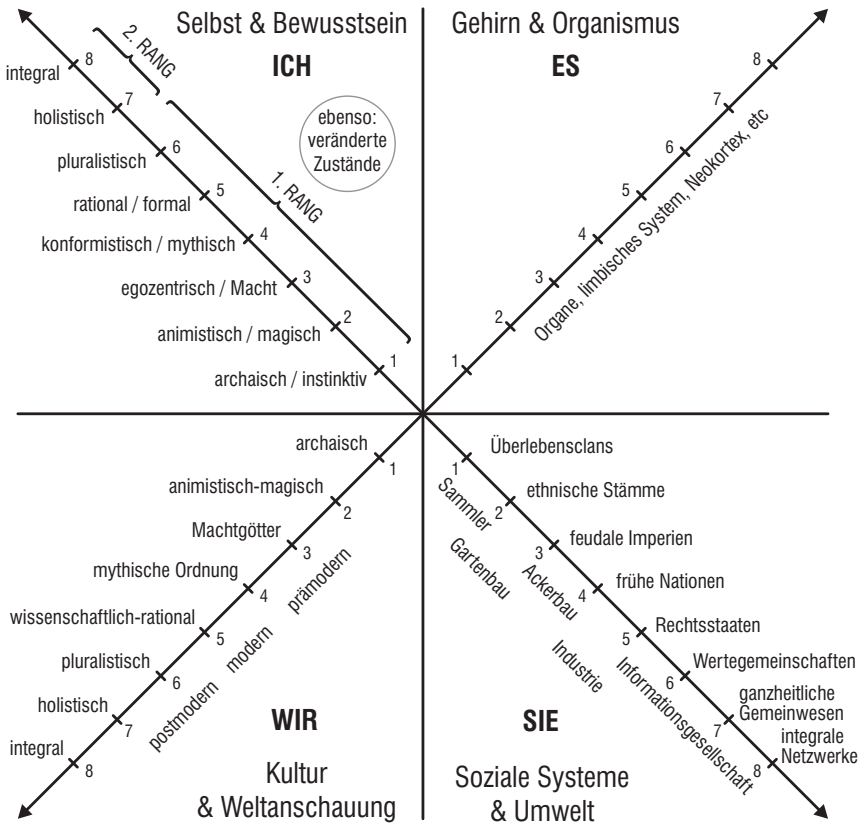 Selbst & Bewusstsein
ICH
2. RANG
1. RANG
ebenso:
veränderte
Zustände
integral
8
holistisch
7
pluralistisch
6
rational / formal
5
konformistisch / mythisch
4
egozentrisch / Macht
3
animistisch / magisch
2
archaisch / instinktiv
1
Gehirn & Organismus
ES
8
7
6
5
4
3
2
1
Organe, limbisches System, Neokortex, etc
archaisch
1
animistisch-magisch
2
Machtgötter
3
mythische Ordnung
4
wissenschaftlich-rational
5
pluralistisch
6
holistisch
7
integral
8
prämodern
modern
postmodern
WIR
Kultur
& Weltanschauung
Überlebensclans
1
ethnische Stämme
2
feudale Imperien
3
frühe Nationen
4
Rechtsstaaten
5
Wertegemeinschaften
6
ganzheitliche
Gemeinwesen
7
integrale
Netzwerke
8
Sammler
Gartenbau
Ackerbau
Industrie
Informationsgesellschaft
SIE
Soziale Systeme
& Umwelt